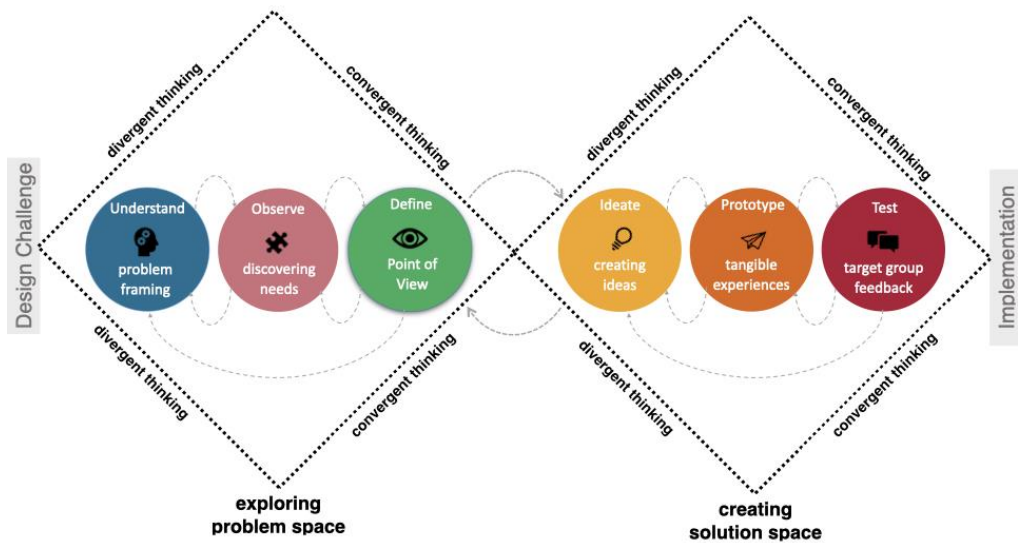 Design Challenge
divergent thinking
convergent thinking
divergent thinking
convergent thinking
Understand
problem
framing
Observe
discovering
needs
Define
Point of
View
Ideate
creating
ideas
Prototype
tangible
experiences
Test
target group
feedback
Implementation
divergent thinking
convergent thinking
divergent thinking
convergent thinking
exploring
problem space
creating
solution space